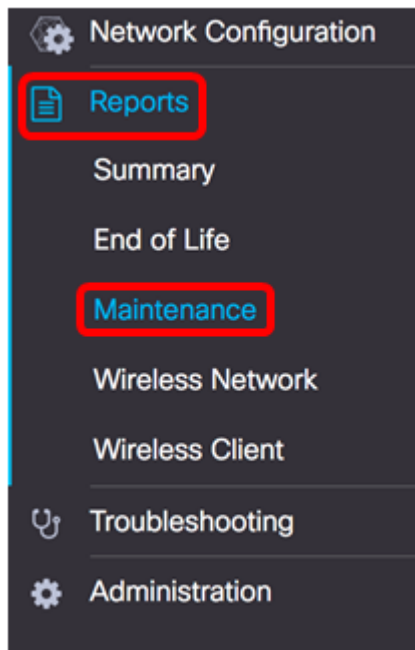 Network Configuration
Reports
Summary
End of Life
Maintenance
Wireless Network
Wireless Client
Troubleshooting
Administration